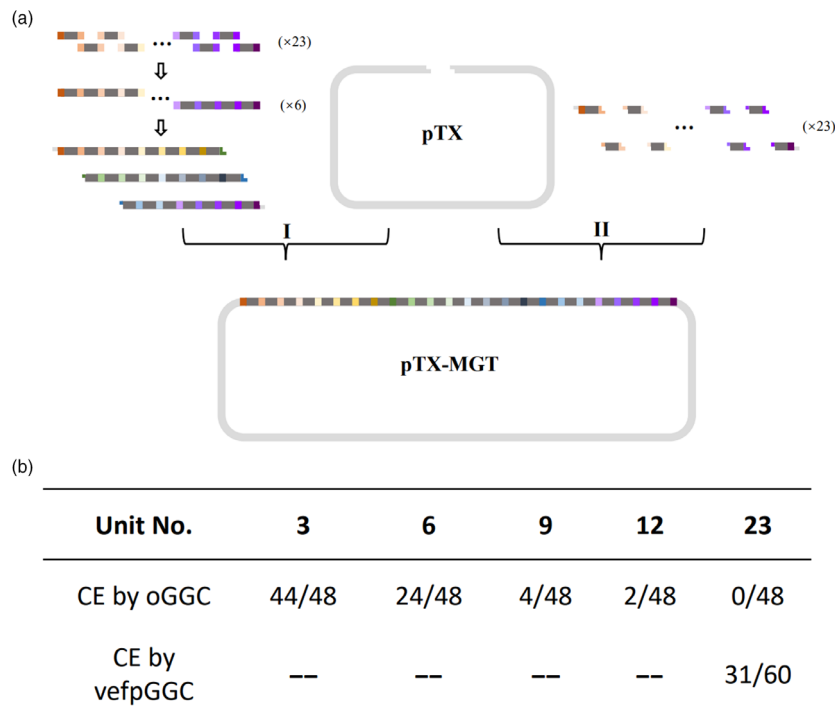 (a)
(×23)
(×6)
pTX
(×23)
I
II
pTX-MGT
(b)
Unit No. 3 6 9 12 23
CE by oGGC 44/48 24/48 4/48 2/48 0/48
CE by
vefpGGC -- -- -- -- 31/60